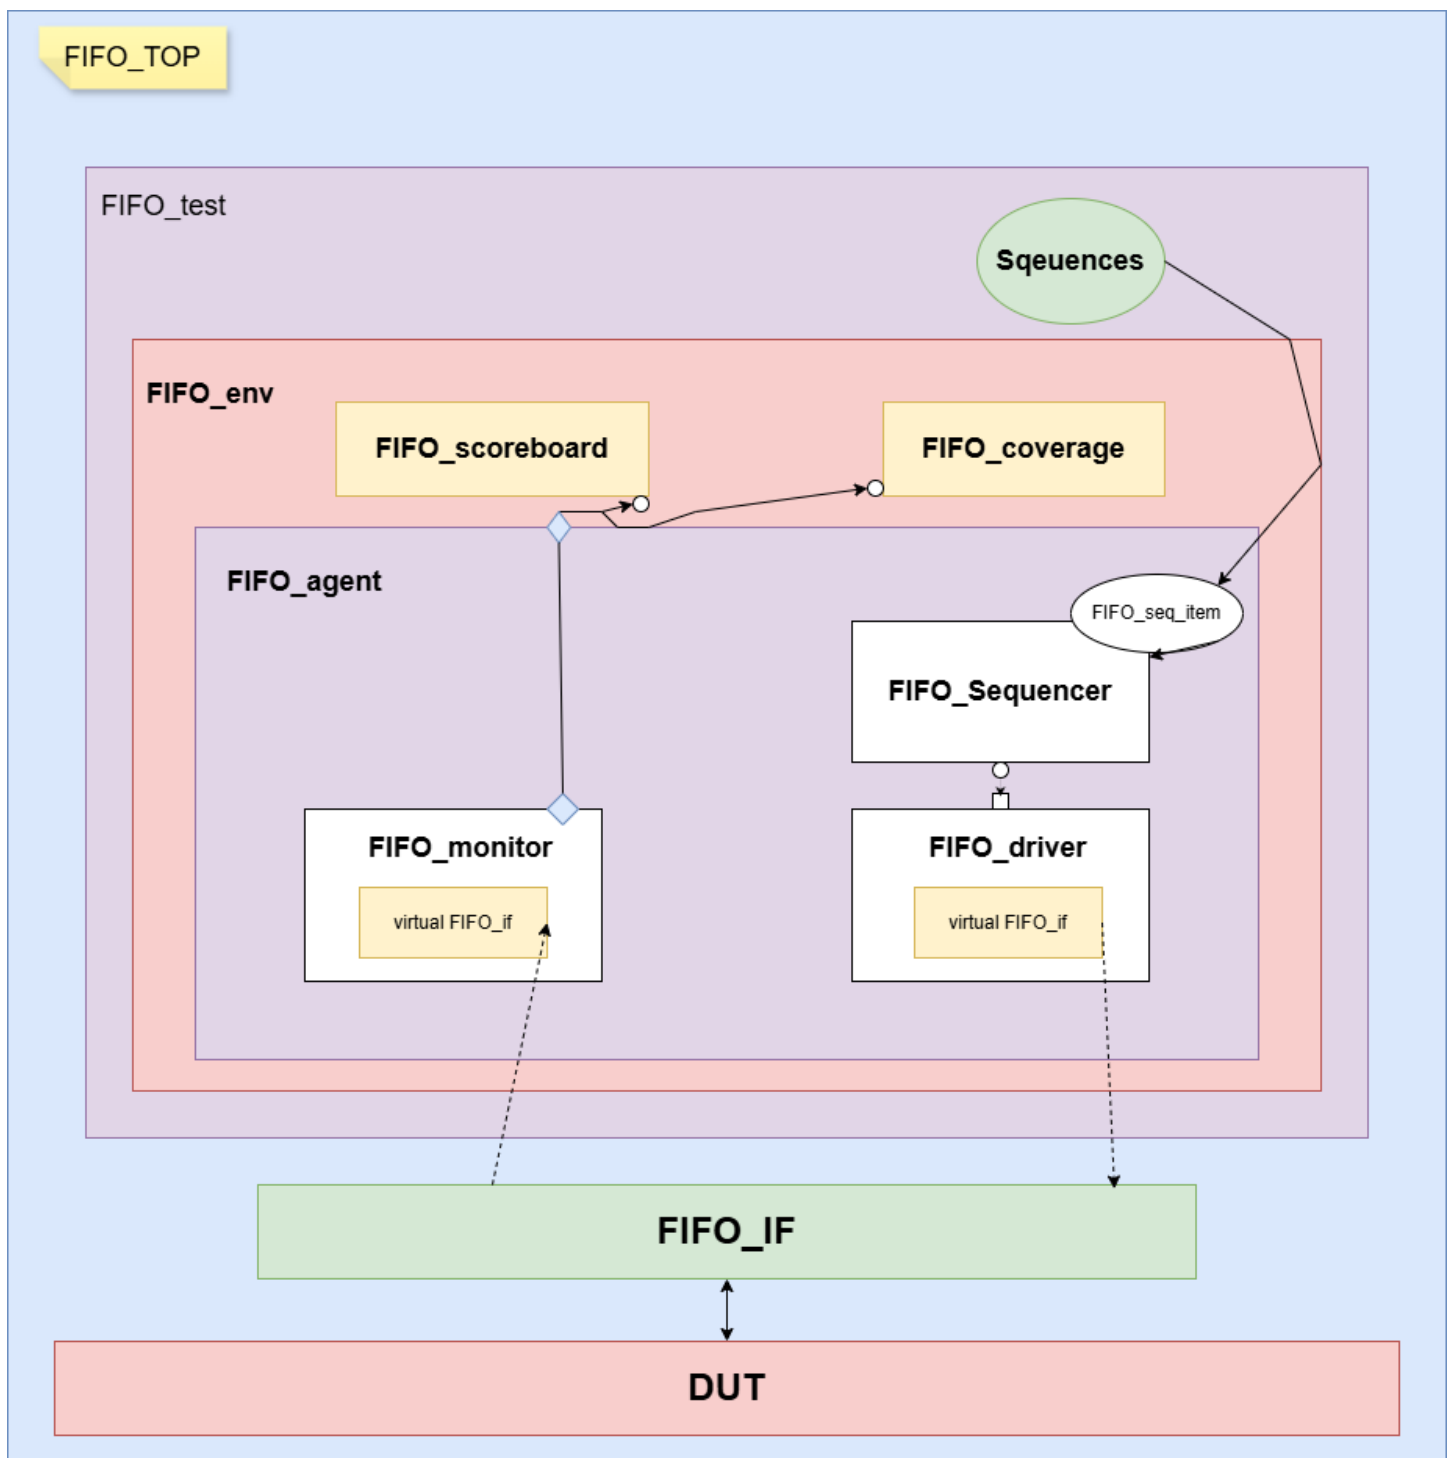 FIFO_TOP
FIFO_test
Sqeuences
FIFO_env
FIFO_scoreboard
FIFO_coverage
FIFO_agent
FIFO_seq_item
FIFO_Sequencer
FIFO_monitor
FIFO_driver
virtual FIFO_if
virtual FIFO_if
FIFO_IF
DUT